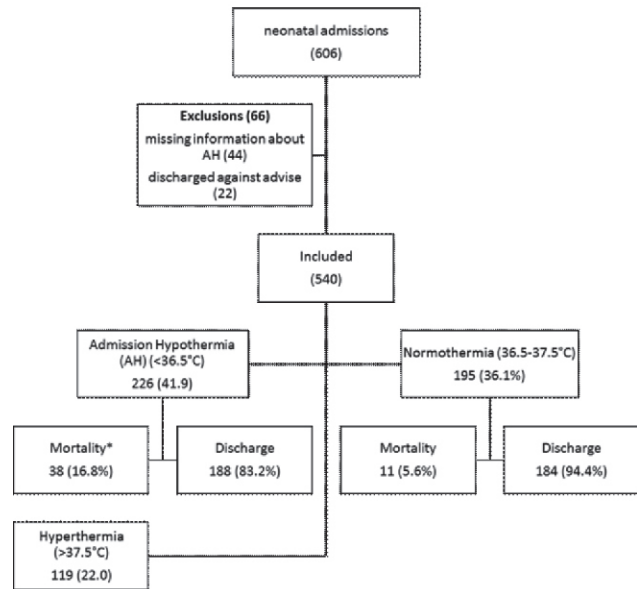 neonatal admissions
(606)
Exclusions (66)
missing information about
AH (44)
discharged against advise
(22)
Included
(540)
Admission Hypothermia
(AH) (<36.5°C)
226 (41.9)
Normothermia (36.5-37.5°C)
195 (36.1%)
Mortality*
38 (16.8%)
Discharge
188 (83.2%)
Mortality
11 (5.6%)
Discharge
184 (94.4%)
Hyperthermia
(>37.5°C)
119 (22.0)